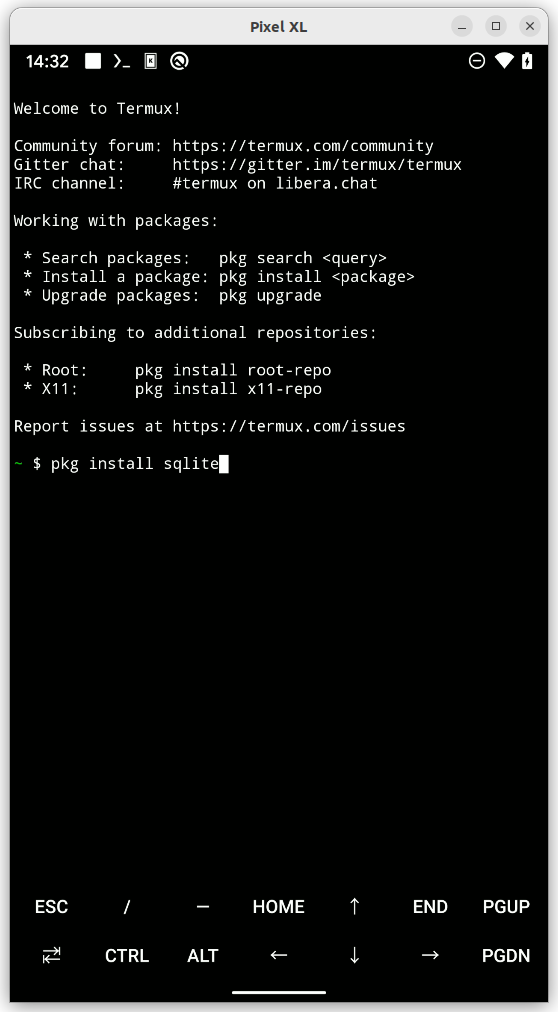 Pixel XL
14:32
Welcome to Termux!
Community forum: https://termux.com/community
Gitter chat:     https://gitter.im/termux/termux
IRC channel:     #termux on libera.chat
Working with packages:
 * Search packages:   pkg search <query>
 * Install a package: pkg install <package>
 * Upgrade packages:  pkg upgrade
Subscribing to additional repositories:
 * Root:     pkg install root-repo
 * X11:      pkg install x11-repo
Report issues at https://termux.com/issues
~ $ pkg install sqlite
ESC / — HOME ↑ END PGUP
⇄ CTRL ALT ← ↓ → PGDN